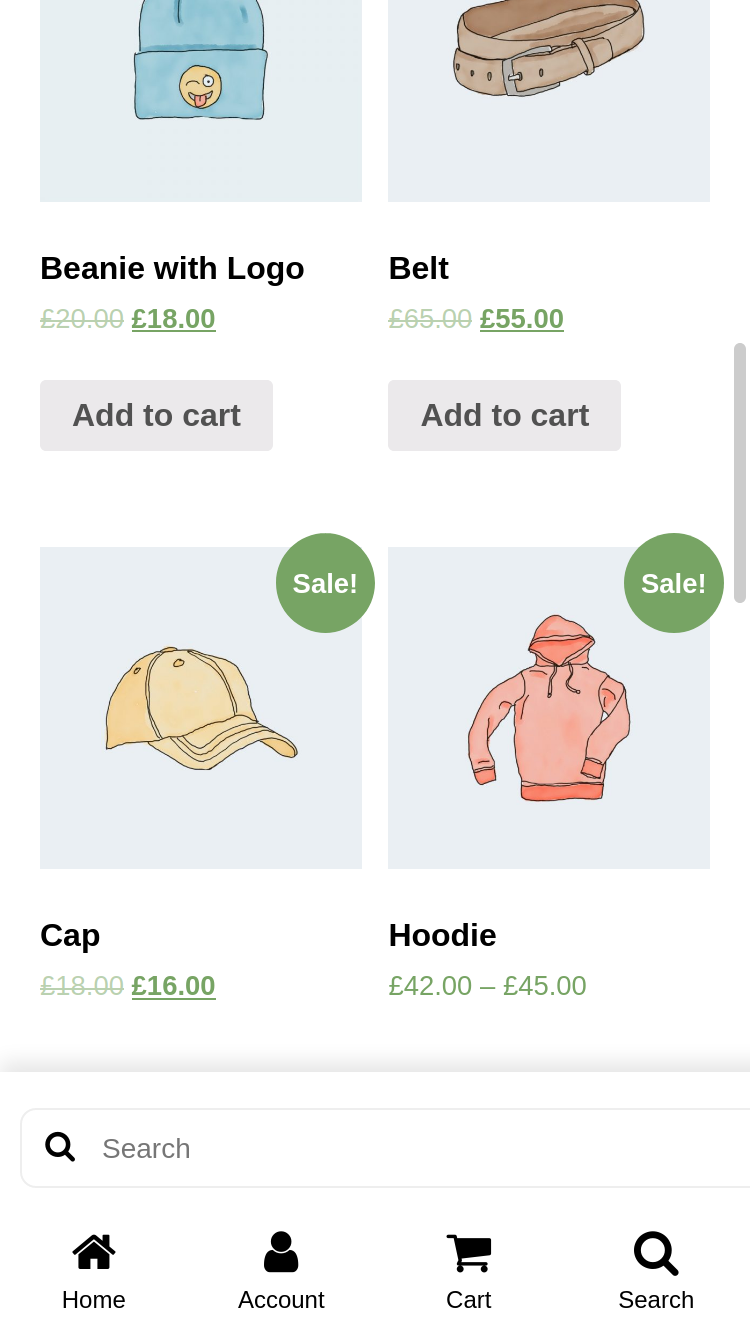 Beanie with Logo
£20.00 £18.00
Add to cart
Belt
£65.00 £55.00
Add to cart
Sale!
Cap
£18.00 £16.00
Sale!
Hoodie
£42.00 – £45.00
Search
Home
Account
Cart
Search